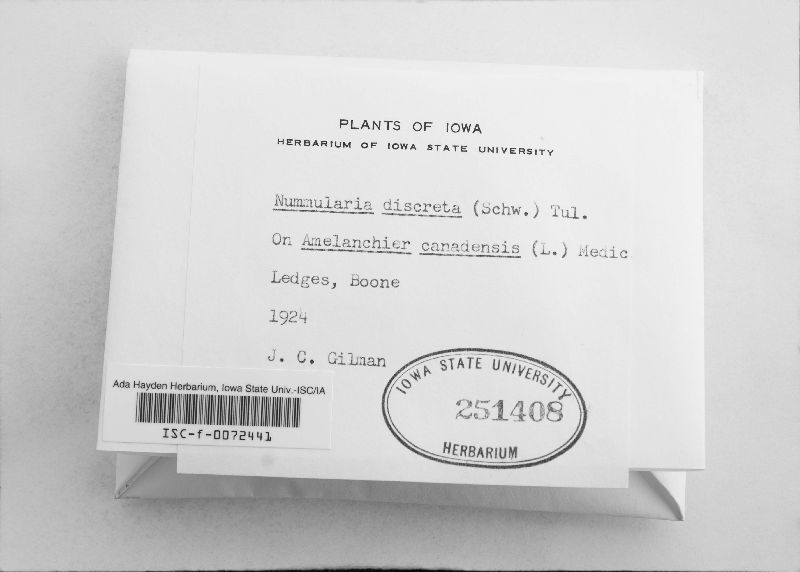 PLANTS OF IOWA
HERBARIUM OF IOWA STATE UNIVERSITY
Nummularia discreta (Schw.) Tul.
On Amelanchier canadensis (L.) Medic
Ledges, Boone
1924
J. C. Gilman
Ada Hayden Herbarium, Iowa State Univ.-ISC/IA
ISC-f-0072441
IOWA STATE UNIVERSITY
251408
HERBARIUM